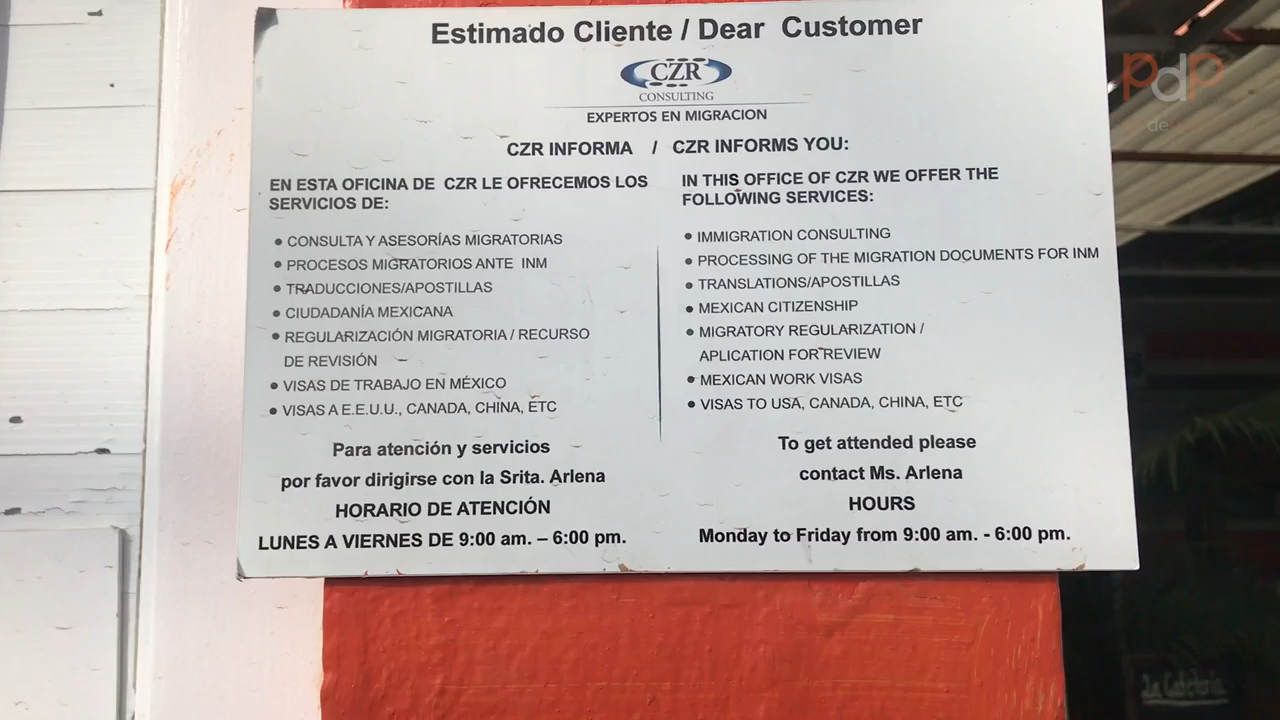 Estimado Cliente / Dear Customer
CZR
CONSULTING
EXPERTOS EN MIGRACION
CZR INFORMA / CZR INFORMS YOU:
EN ESTA OFICINA DE CZR LE OFRECEMOS LOS
SERVICIOS DE:
• CONSULTA Y ASESORÍAS MIGRATORIAS
• PROCESOS MIGRATORIOS ANTE INM
• TRADUCCIONES/APOSTILLAS
• CIUDADANÍA MEXICANA
• REGULARIZACIÓN MIGRATORIA / RECURSO
DE REVISIÓN
• VISAS DE TRABAJO EN MÉXICO
• VISAS A E.E.U.U., CANADA, CHINA, ETC
Para atención y servicios
por favor dirigirse con la Srita. Arlena
HORARIO DE ATENCIÓN
LUNES A VIERNES DE 9:00 am. – 6:00 pm.
IN THIS OFFICE OF CZR WE OFFER THE
FOLLOWING SERVICES:
• IMMIGRATION CONSULTING
• PROCESSING OF THE MIGRATION DOCUMENTS FOR INM
• TRANSLATIONS/APOSTILLAS
• MEXICAN CITIZENSHIP
• MIGRATORY REGULARIZATION /
APLICATION FOR REVIEW
• MEXICAN WORK VISAS
• VISAS TO USA, CANADA, CHINA, ETC
To get attended please
contact Ms. Arlena
HOURS
Monday to Friday from 9:00 am. - 6:00 pm.
pdp
de
La Cafetería